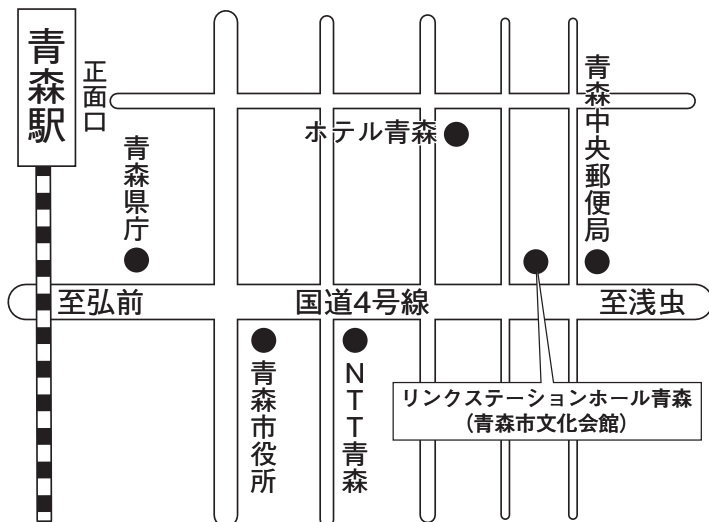 青森駅
正面口
青森県庁
ホテル青森
青森中央郵便局
至弘前
国道4号線
至浅虫
青森市役所
NTT青森
リンクステーションホール青森
(青森市文化会館)